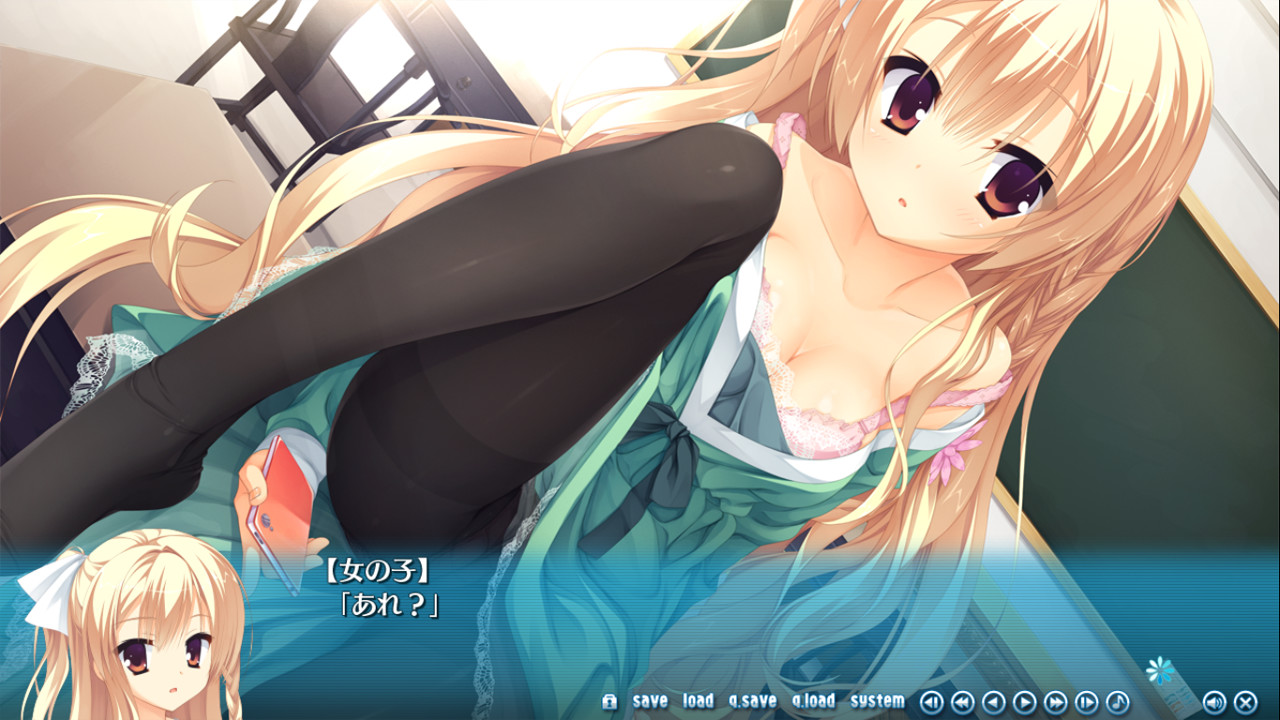 【女の子】
「あれ？」
save load q.save q.load system